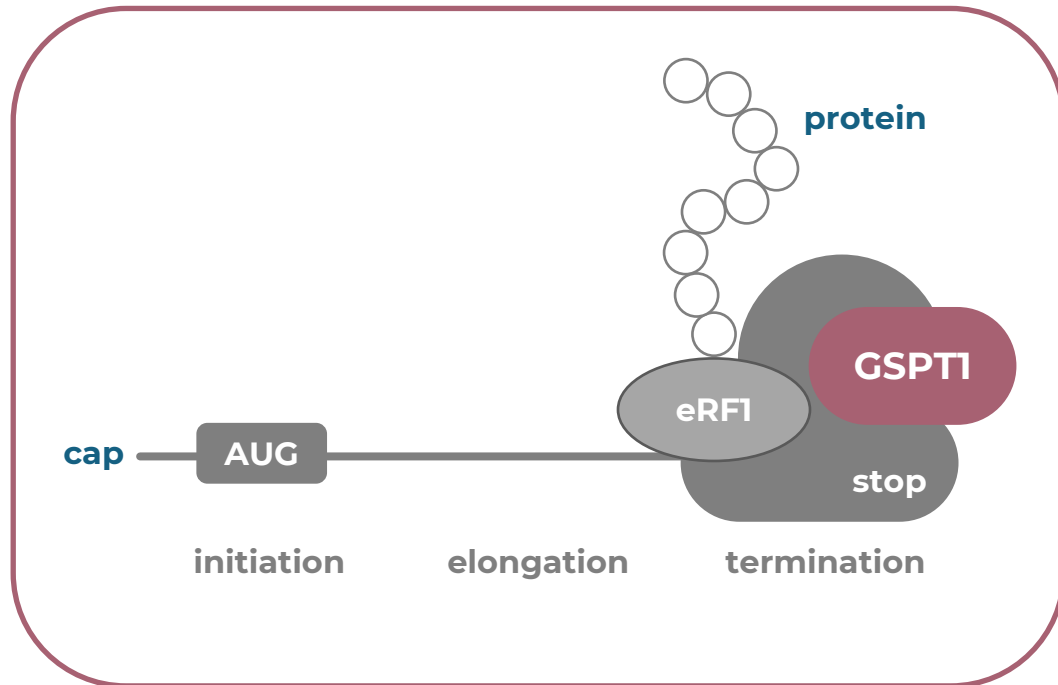 protein
GSPT1
eRF1
cap
AUG
stop
initiation
elongation
termination